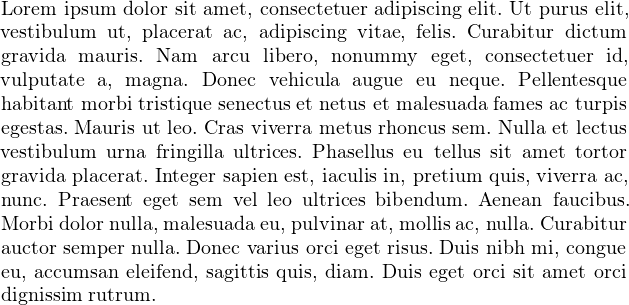 Lorem ipsum dolor sit amet, consectetuer adipiscing elit. Ut purus elit,
vestibulum ut, placerat ac, adipiscing vitae, felis. Curabitur dictum
gravida mauris. Nam arcu libero, nonummy eget, consectetuer id,
vulputate a, magna. Donec vehicula augue eu neque. Pellentesque
habitant morbi tristique senectus et netus et malesuada fames ac turpis
egestas. Mauris ut leo. Cras viverra metus rhoncus sem. Nulla et lectus
vestibulum urna fringilla ultrices. Phasellus eu tellus sit amet tortor
gravida placerat. Integer sapien est, iaculis in, pretium quis, viverra ac,
nunc. Praesent eget sem vel leo ultrices bibendum. Aenean faucibus.
Morbi dolor nulla, malesuada eu, pulvinar at, mollis ac, nulla. Curabitur
auctor semper nulla. Donec varius orci eget risus. Duis nibh mi, congue
eu, accumsan eleifend, sagittis quis, diam. Duis eget orci sit amet orci
dignissim rutrum.